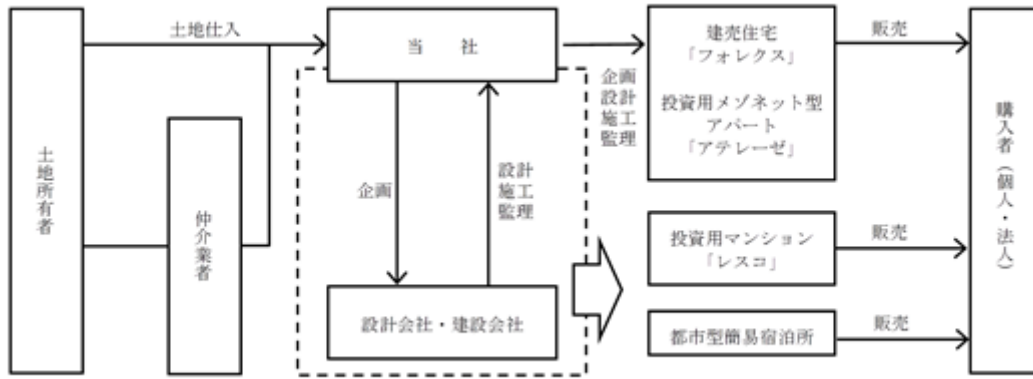 土地所有者
土地仕入
仲介業者
当　社
企画
設計
施工
監理
設計会社・建設会社
企画
設計
施工
監理
建売住宅
「フォレクス」
投資用メゾネット型
アパート
「アテレーゼ」
投資用マンション
「レスコ」
都市型簡易宿泊所
販売
販売
販売
購入者（個人・法人）